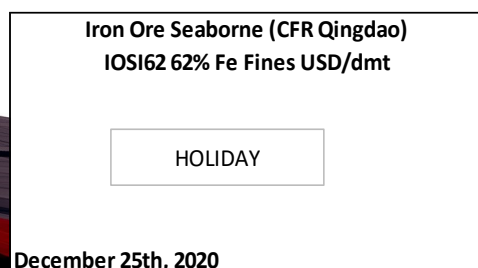 Iron Ore Seaborne (CFR Qingdao)
IOSI62 62% Fe Fines USD/dmt
HOLIDAY
December 25th, 2020